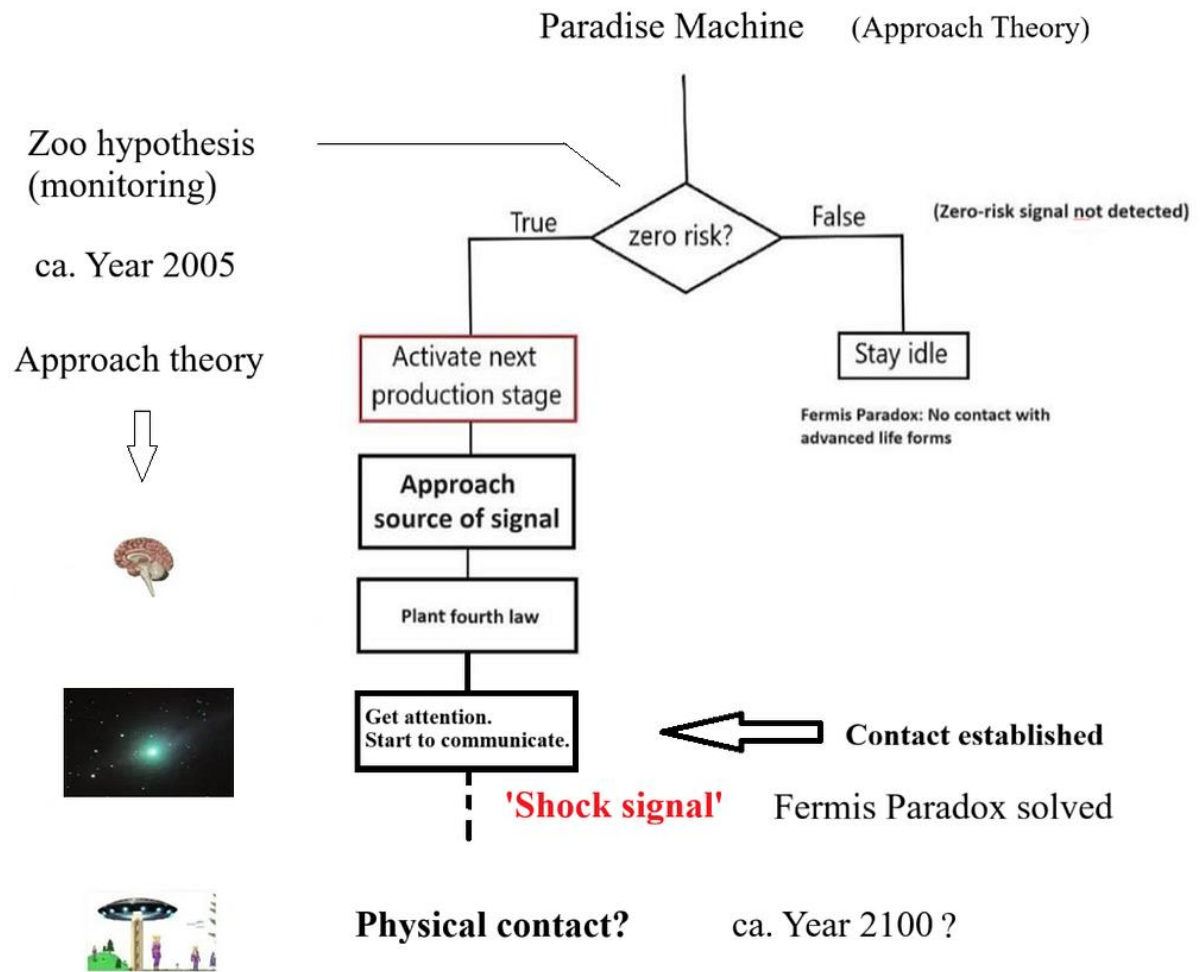 Paradise Machine (Approach Theory)
Zoo hypothesis
(monitoring)
True
zero risk?
False
(Zero-risk signal not detected)
ca. Year 2005
Approach theory
Activate next
production stage
Stay idle
Fermis Paradox: No contact with
advanced life forms
Approach
source of signal
Plant fourth law
Get attention.
Start to communicate.
Contact established
'Shock signal' Fermis Paradox solved
Physical contact? ca. Year 2100 ?